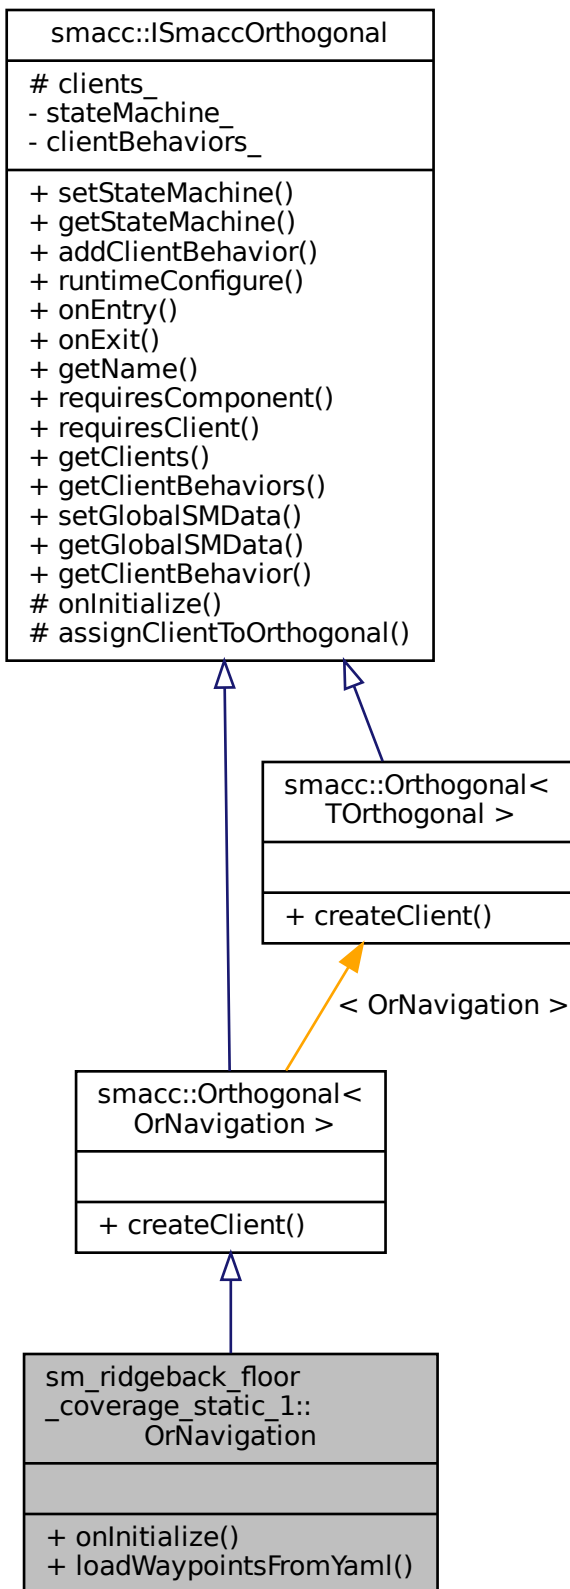 smacc::ISmaccOrthogonal
# clients_
- stateMachine_
- clientBehaviors_
+ setStateMachine()
+ getStateMachine()
+ addClientBehavior()
+ runtimeConfigure()
+ onEntry()
+ onExit()
+ getName()
+ requiresComponent()
+ requiresClient()
+ getClients()
+ getClientBehaviors()
+ setGlobalSMData()
+ getGlobalSMData()
+ getClientBehavior()
# onInitialize()
# assignClientToOrthogonal()
smacc::Orthogonal<
TOrthogonal >
+ createClient()
< OrNavigation >
smacc::Orthogonal<
OrNavigation >
+ createClient()
sm_ridgeback_floor
_coverage_static_1::
OrNavigation
+ onInitialize()
+ loadWaypointsFromYaml()